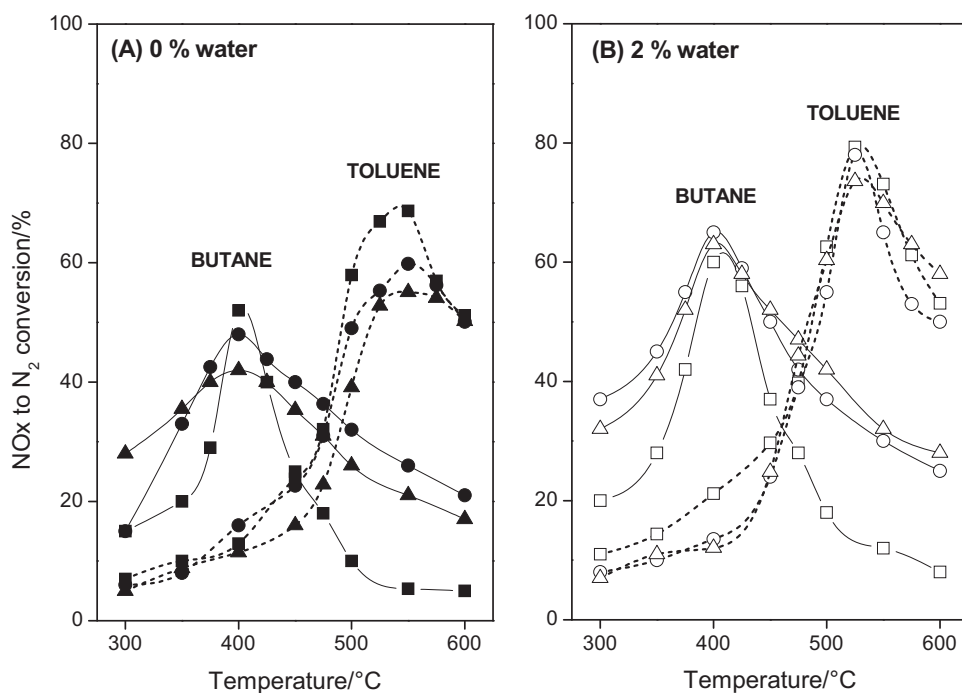 (A) 0 % water
BUTANE
TOLUENE
NOx to N2 conversion/%
100
80
60
40
20
0
300
400
500
600
Temperature/°C
(B) 2 % water
BUTANE
TOLUENE
100
80
60
40
20
0
300
400
500
600
Temperature/°C